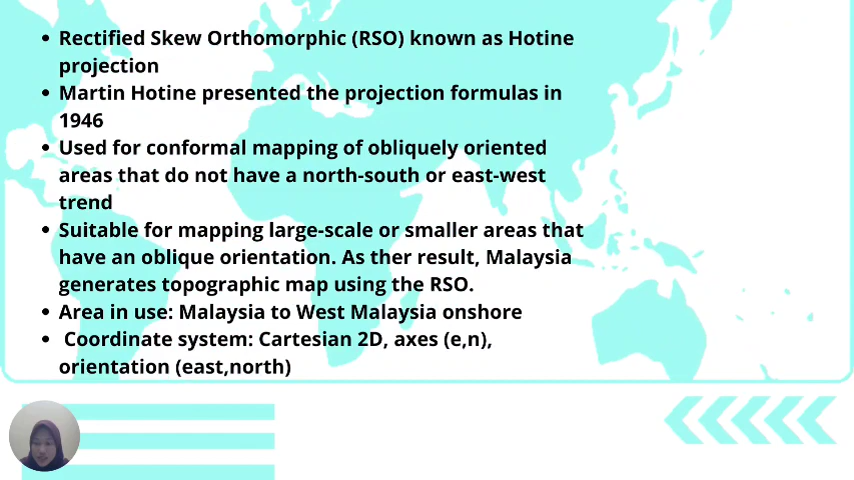 • Rectified Skew Orthomorphic (RSO) known as Hotine
projection
• Martin Hotine presented the projection formulas in
1946
• Used for conformal mapping of obliquely oriented
areas that do not have a north-south or east-west
trend
• Suitable for mapping large-scale or smaller areas that
have an oblique orientation. As ther result, Malaysia
generates topographic map using the RSO.
• Area in use: Malaysia to West Malaysia onshore
• Coordinate system: Cartesian 2D, axes (e,n),
orientation (east,north)